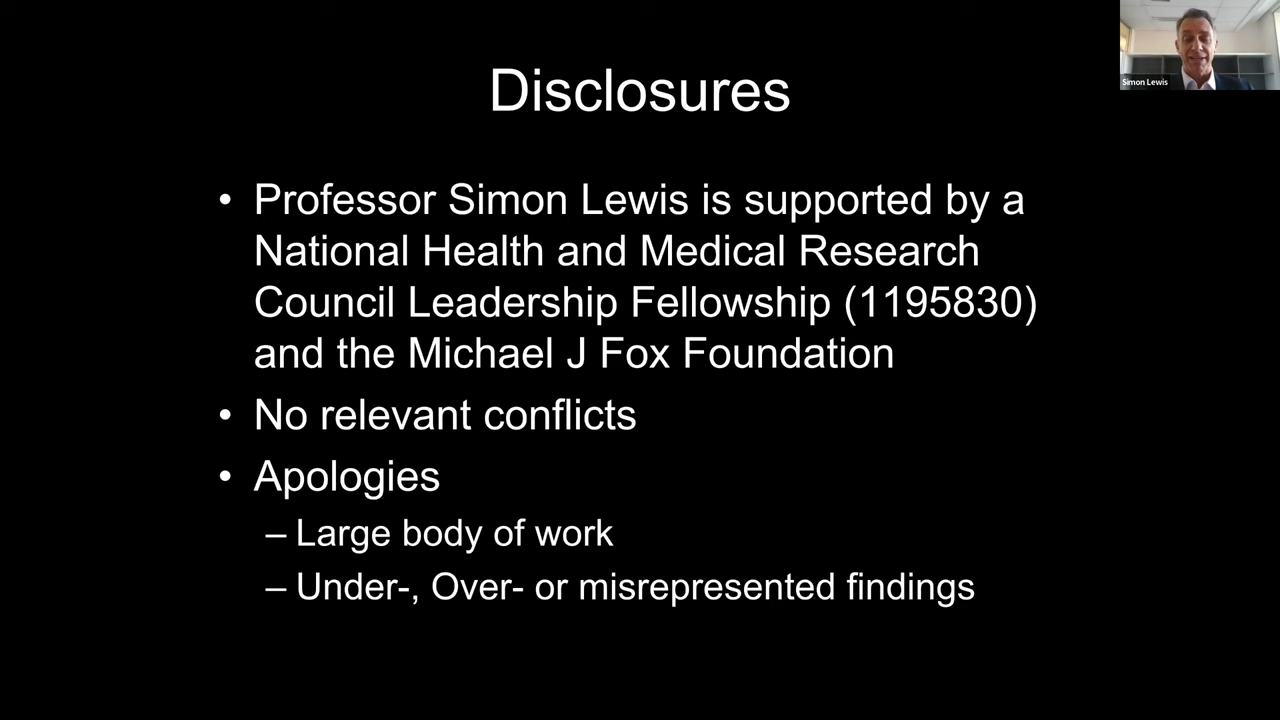 Simon Lewis
Disclosures
• Professor Simon Lewis is supported by a
National Health and Medical Research
Council Leadership Fellowship (1195830)
and the Michael J Fox Foundation
• No relevant conflicts
• Apologies
– Large body of work
– Under-, Over- or misrepresented findings